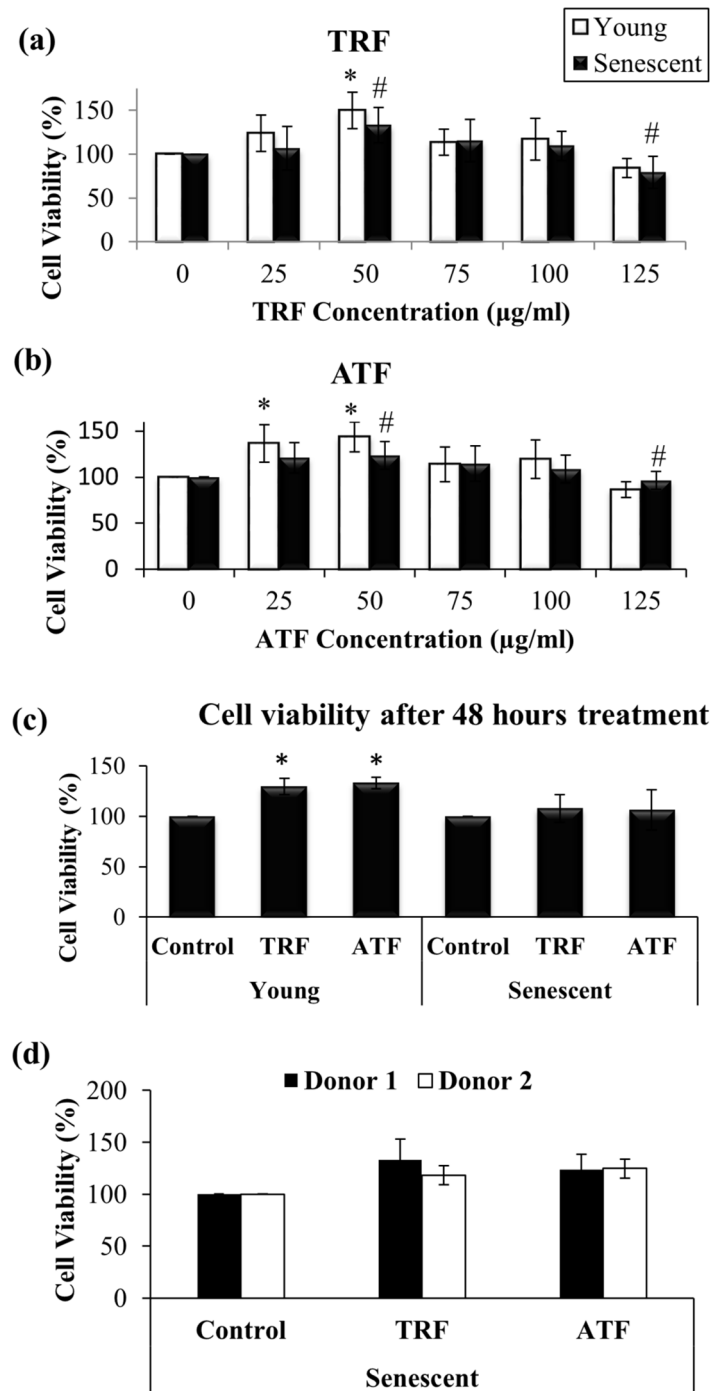 (a)
TRF
Young
Senescent
* #
#
Cell Viability (%)
150
100
50
0
0 25 50 75 100 125
TRF Concentration (µg/ml)
(b)
ATF
*
* #
#
Cell Viability (%)
150
100
50
0
0 25 50 75 100 125
ATF Concentration (µg/ml)
(c)
Cell viability after 48 hours treatment
* *
Cell Viability (%)
150
100
50
0
Control TRF ATF Control TRF ATF
Young Senescent
(d)
Donor 1 Donor 2
Cell Viability (%)
200
150
100
50
0
Control TRF ATF
Senescent